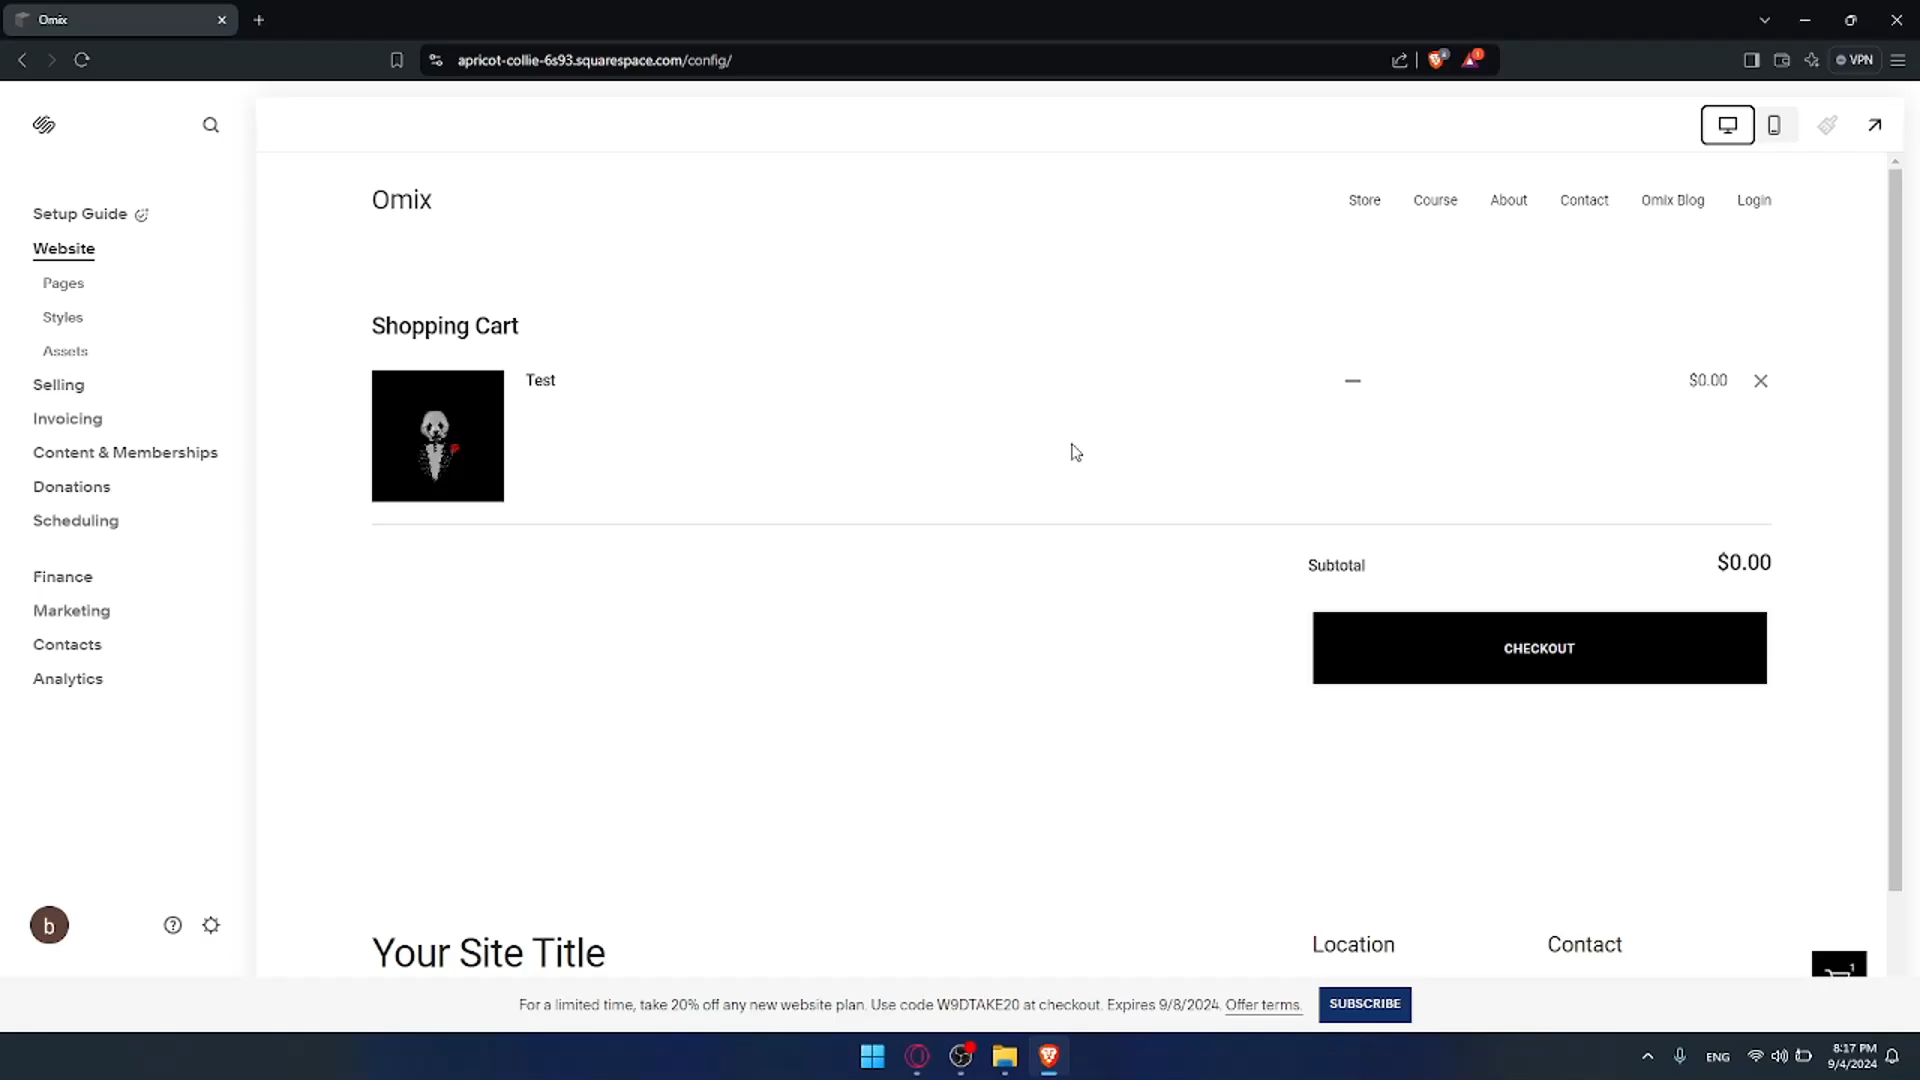 Omix
apricot-collie-6s93.squarespace.com/config/
VPN
Setup Guide
Website
Pages
Styles
Assets
Selling
Invoicing
Content & Memberships
Donations
Scheduling
Finance
Marketing
Contacts
Analytics
b
Omix
Store Course About Contact Omix Blog Login
Shopping Cart
Test $0.00
Subtotal $0.00
CHECKOUT
Your Site Title
Location Contact
1
For a limited time, take 20% off any new website plan. Use code W9DTAKE20 at checkout. Expires 9/8/2024. Offer terms. SUBSCRIBE
ENG
8:17 PM
9/4/2024